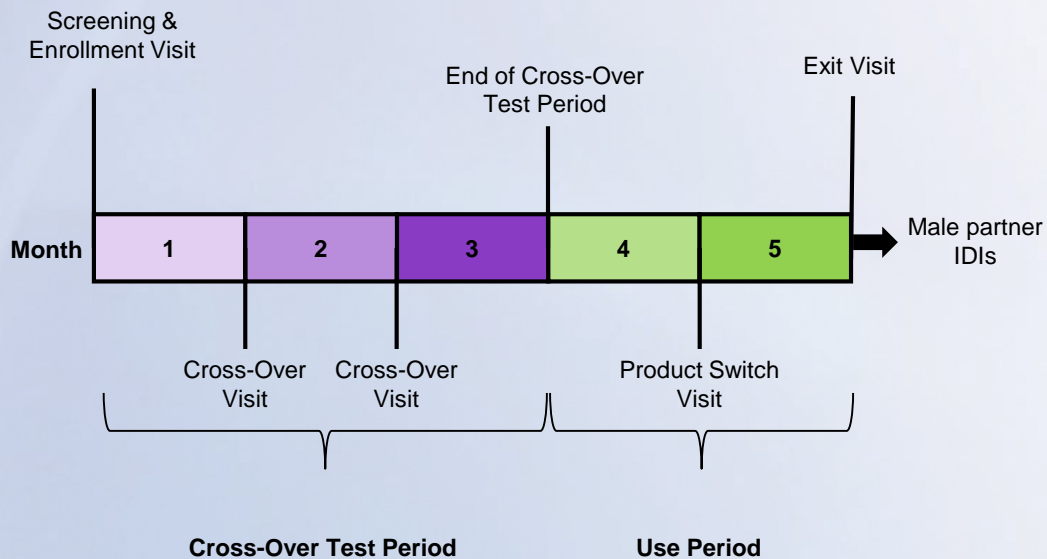 Screening &
Enrollment Visit
End of Cross-Over
Test Period
Exit Visit
Month
1
2
3
4
5
Male partner
IDIs
Cross-Over
Visit
Cross-Over
Visit
Product Switch
Visit
Cross-Over Test Period
Use Period